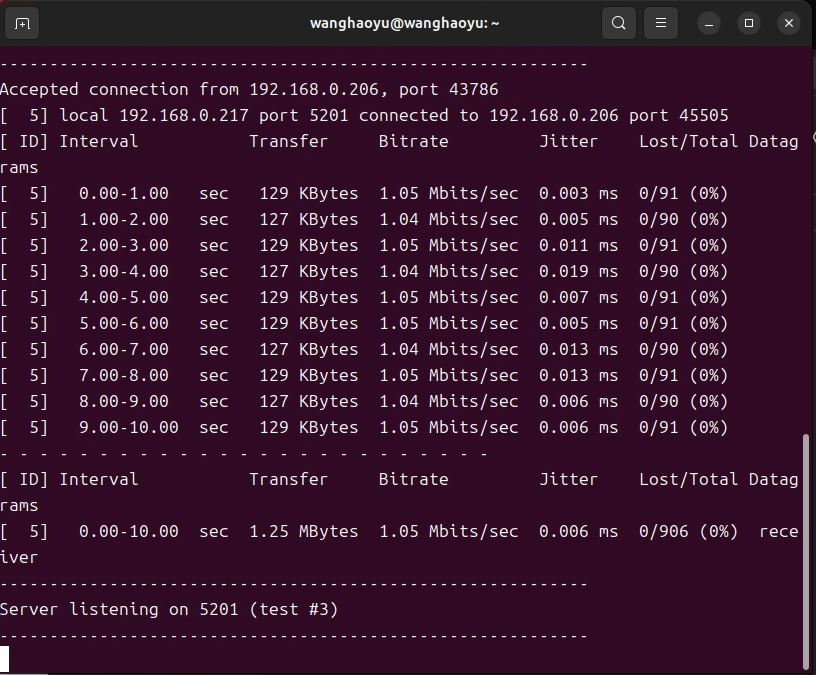 wanghaoyu@wanghaoyu: ~
-----------------------------------------------------------
Accepted connection from 192.168.0.206, port 43786
[  5] local 192.168.0.217 port 5201 connected to 192.168.0.206 port 45505
[ ID] Interval           Transfer     Bitrate         Jitter    Lost/Total Datag
rams
[  5]   0.00-1.00   sec   129 KBytes  1.05 Mbits/sec  0.003 ms  0/91 (0%)
[  5]   1.00-2.00   sec   127 KBytes  1.04 Mbits/sec  0.005 ms  0/90 (0%)
[  5]   2.00-3.00   sec   129 KBytes  1.05 Mbits/sec  0.011 ms  0/91 (0%)
[  5]   3.00-4.00   sec   127 KBytes  1.04 Mbits/sec  0.019 ms  0/90 (0%)
[  5]   4.00-5.00   sec   129 KBytes  1.05 Mbits/sec  0.007 ms  0/91 (0%)
[  5]   5.00-6.00   sec   129 KBytes  1.05 Mbits/sec  0.005 ms  0/91 (0%)
[  5]   6.00-7.00   sec   127 KBytes  1.04 Mbits/sec  0.013 ms  0/90 (0%)
[  5]   7.00-8.00   sec   129 KBytes  1.05 Mbits/sec  0.013 ms  0/91 (0%)
[  5]   8.00-9.00   sec   127 KBytes  1.04 Mbits/sec  0.006 ms  0/90 (0%)
[  5]   9.00-10.00  sec   129 KBytes  1.05 Mbits/sec  0.006 ms  0/91 (0%)
- - - - - - - - - - - - - - - - - - - - - - - - -
[ ID] Interval           Transfer     Bitrate         Jitter    Lost/Total Datag
rams
[  5]   0.00-10.00  sec  1.25 MBytes  1.05 Mbits/sec  0.006 ms  0/906 (0%)  rece
iver
-----------------------------------------------------------
Server listening on 5201 (test #3)
-----------------------------------------------------------